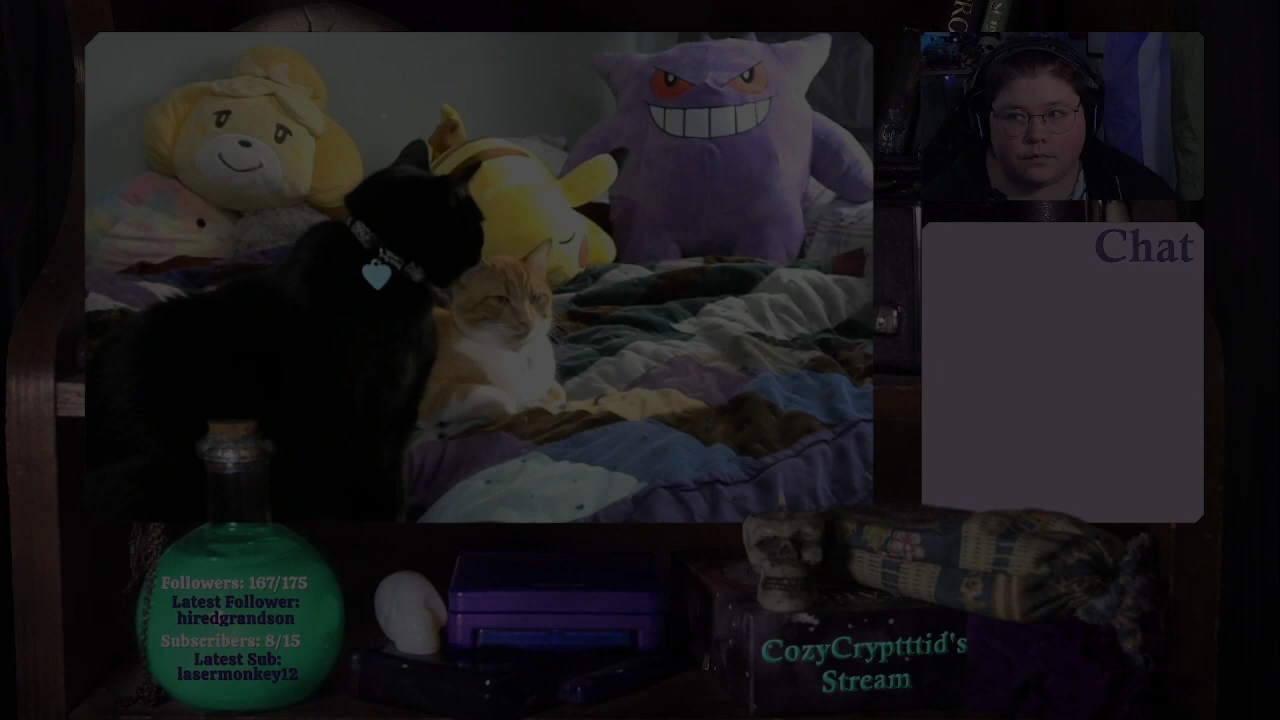 Chat
Followers: 167/175
Latest Follower:
hiredgrandson
Subscribers: 8/15
Latest Sub:
lasermonkey12
CozyCryptttid's
Stream